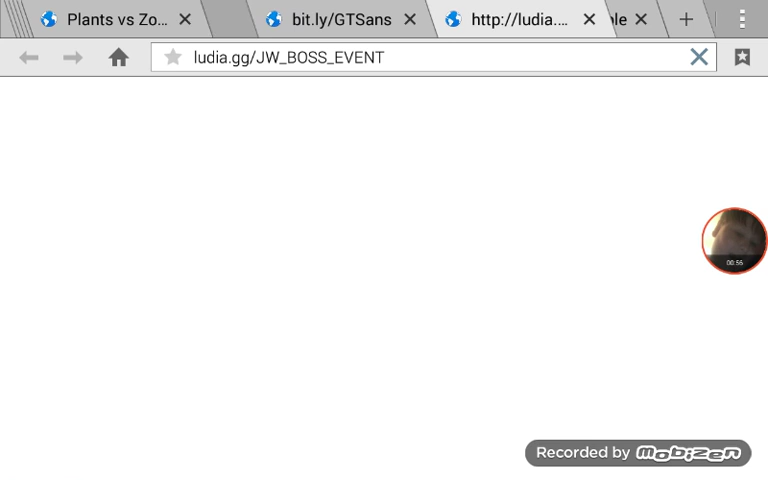 Plants vs Zo...
bit.ly/GTSans
http://ludia....
le
ludia.gg/JW_BOSS_EVENT
00:56
Recorded by mobizen